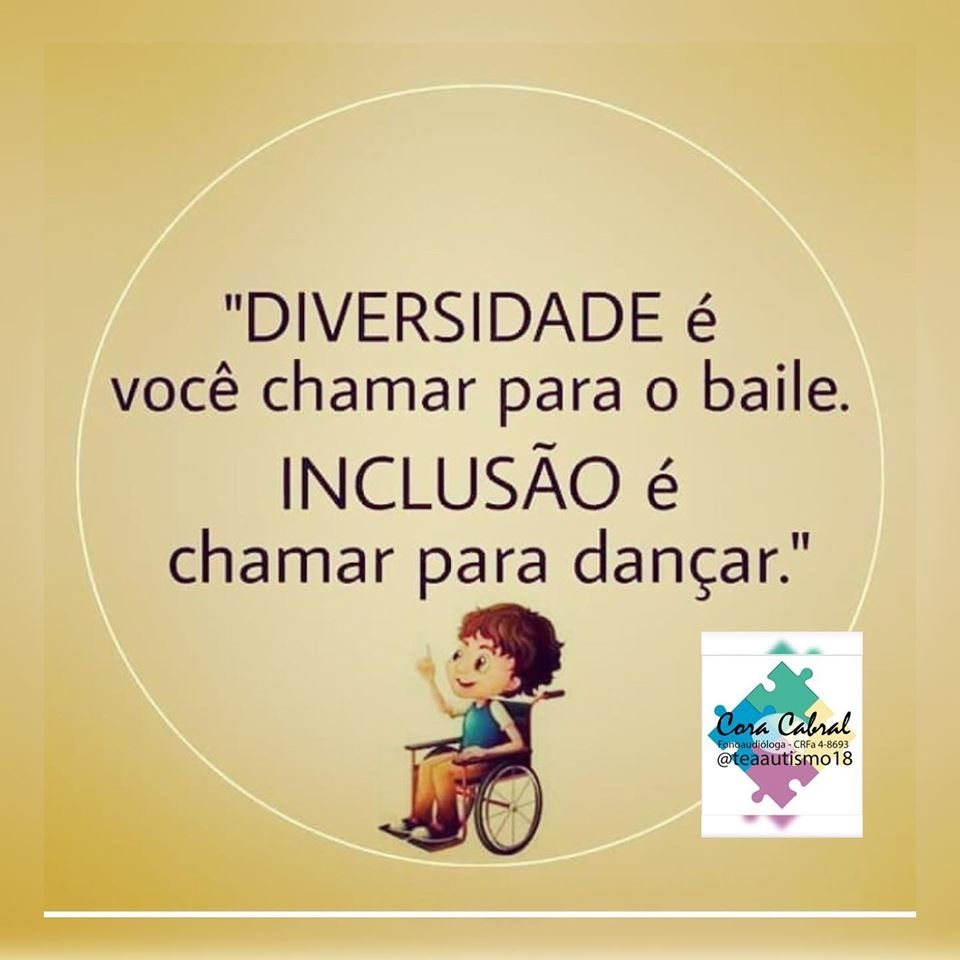 "DIVERSIDADE é
você chamar para o baile.
INCLUSÃO é
chamar para dançar."
Cora Cabral
Fonoaudióloga - CRFa 4-8693
@teaautismo18